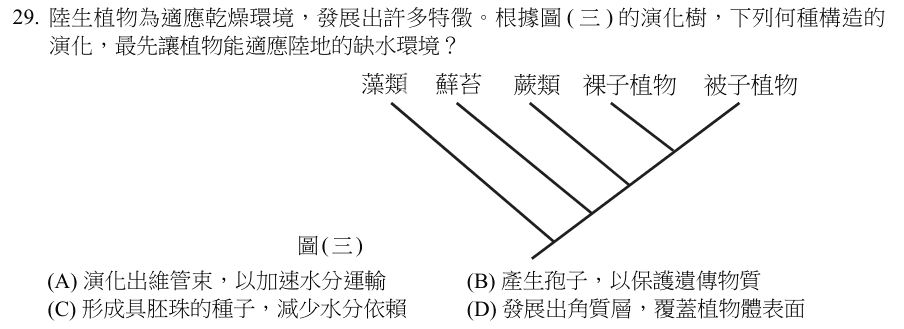 29. 陸生植物為適應乾燥環境，發展出許多特徵。根據圖(三)的演化樹，下列何種構造的
演化，最先讓植物能適應陸地的缺水環境？
藻類 蘚苔 蕨類 裸子植物 被子植物
圖(三)
(A) 演化出維管束，以加速水分運輸 (B) 產生孢子，以保護遺傳物質
(C) 形成具胚珠的種子，減少水分依賴 (D) 發展出角質層，覆蓋植物體表面